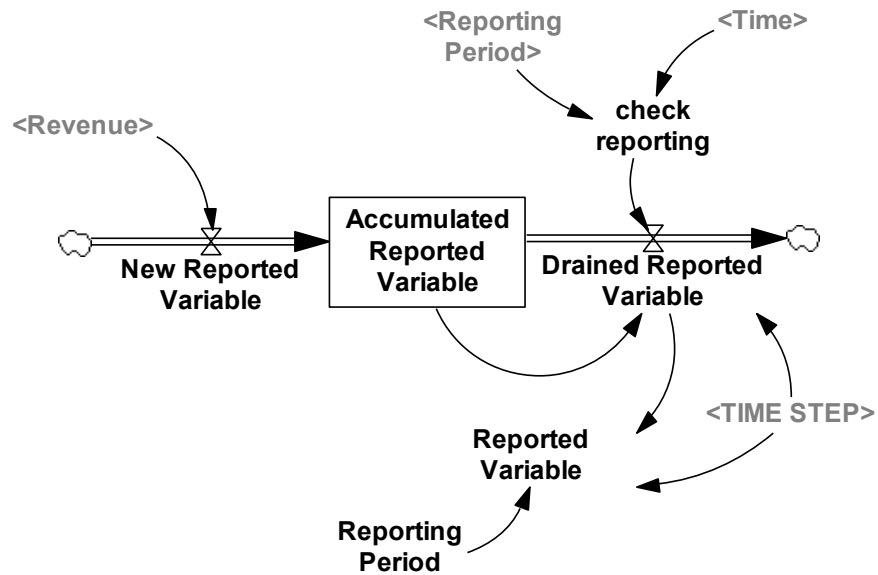 <Reporting
Period>
<Time>
<Revenue>
check
reporting
Accumulated
Reported
Variable
New Reported
Variable
Drained Reported
Variable
<TIME STEP>
Reported
Variable
Reporting
Period